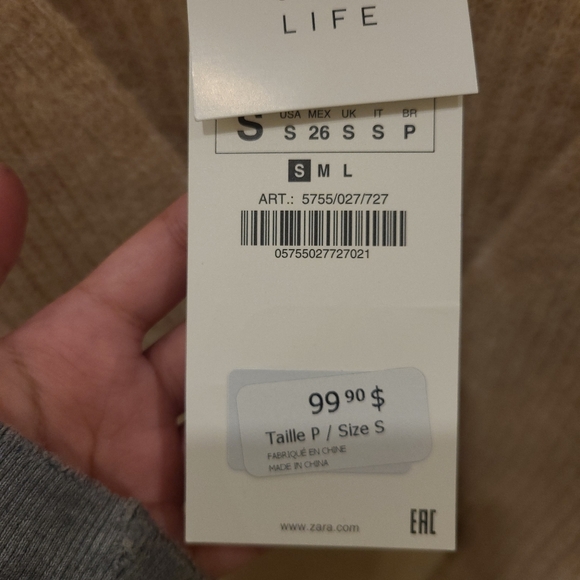 LIFE
USA MEX UK IT BR
S S 26 S S P
S M L
ART.: 5755/027/727
05755027727021
99 90 $
Taille P / Size S
FABRIQUÉ EN CHINE
MADE IN CHINA
www.zara.com
EAC